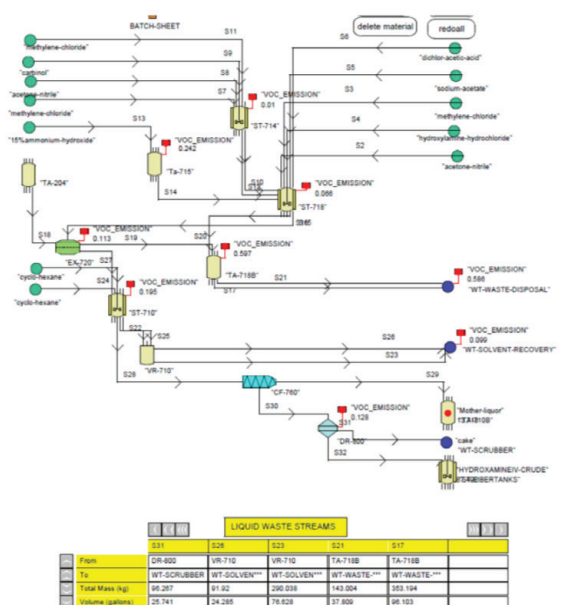 BATCH-SHEET
delete material
redoall
S11
"methylene-chloride"
S9
"carbinol"
S8
"acetone-nitrile"
S7
"methylene-chloride"
"VOC_EMISSION"
0.01
"ST-714"
S13
"15%ammonium-hydroxide"
"VOC_EMISSION"
0.242
"Ta-715"
S14
S10
S6
"dichlor-acetic-acid"
S5
"sodium-acetate"
S3
"methylene-chloride"
S4
"hydroxylamine-hydrochloride"
S2
"acetone-nitrile"
"VOC_EMISSION"
0.066
"ST-718"
"TA-204"
S18
"VOC_EMISSION"
0.113
"EX-720"
S19
S20
"VOC_EMISSION"
0.597
"TA-718B"
S17
S21
"VOC_EMISSION"
0.586
"WT-WASTE-DISPOSAL"
S27
"cyclo-hexane"
S24
"cyclo-hexane"
"VOC_EMISSION"
0.195
"ST-710"
S22
S25
"VR-710"
S26
S23
"VOC_EMISSION"
0.099
"WT-SOLVENT-RECOVERY"
S28
"CF-760"
S29
S30
"VOC_EMISSION"
0.128
S31
"DR-800"
S32
"Mother-liquor"
"cake"
"WT-SCRUBBER"
"HYDROXAMINEIV-CRUDE"
LIQUID WASTE STREAMS
S31 S26 S23 S21 S17
From DR-800 VR-710 VR-710 TA-718B TA-718B
To WT-SCRUBBER WT-SOLVEN*** WT-SOLVEN*** WT-WASTE-*** WT-WASTE-***
Total Mass (kg) 96.267 91.92 290.038 143.004 353.194
Volume (gallons) 25.741 24.285 76.628 37.809 96.103